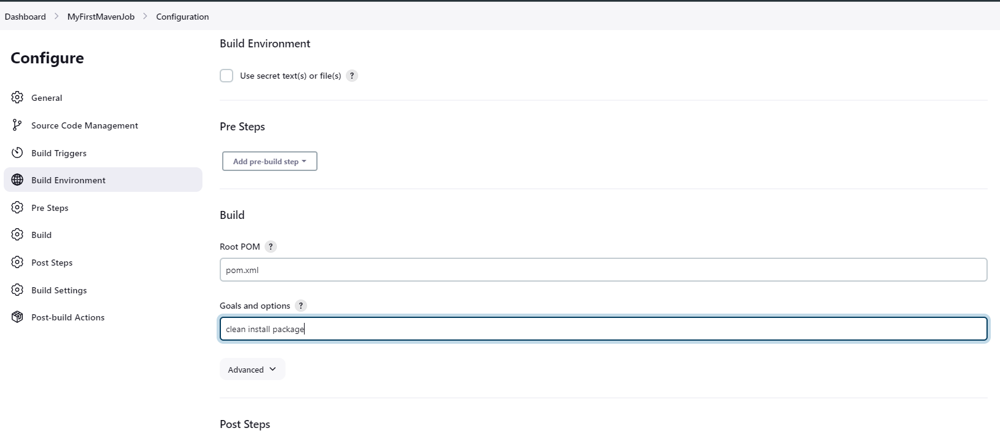 Dashboard > MyFirstMavenJob > Configuration
Configure
General
Source Code Management
Build Triggers
Build Environment
Pre Steps
Build
Post Steps
Build Settings
Post-build Actions
Build Environment
Use secret text(s) or file(s) ?
Pre Steps
Add pre-build step
Build
Root POM ?
pom.xml
Goals and options ?
clean install package
Advanced
Post Steps